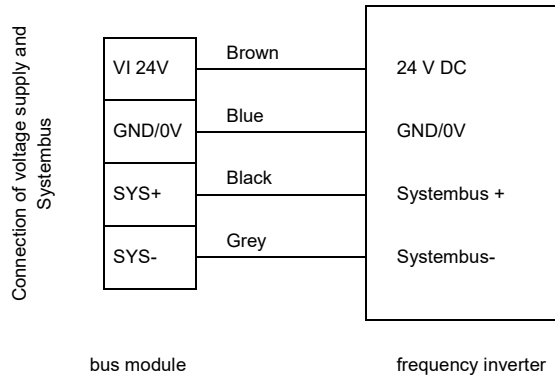 Connection of voltage supply and
Systembus
VI 24V
Brown
24 V DC
GND/0V
Blue
GND/0V
SYS+
Black
Systembus +
SYS-
Grey
Systembus-
bus module
frequency inverter